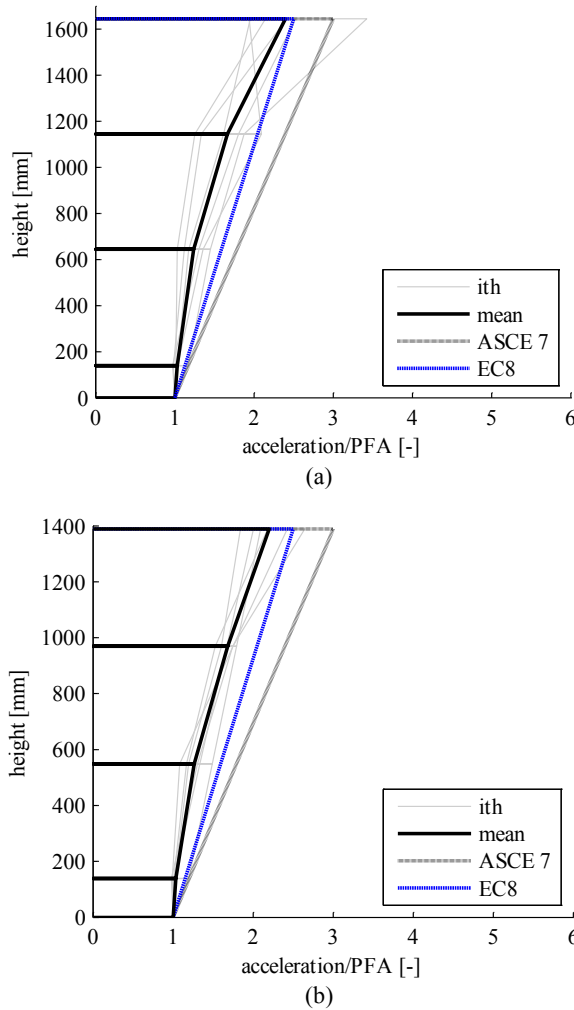 1600
1400
1200
1000
800
600
400
200
0
height [mm]
ith
mean
ASCE 7
EC8
0 1 2 3 4 5 6
acceleration/PFA [-]
(a)
1400
1200
1000
800
600
400
200
0
height [mm]
ith
mean
ASCE 7
EC8
0 1 2 3 4 5 6
acceleration/PFA [-]
(b)